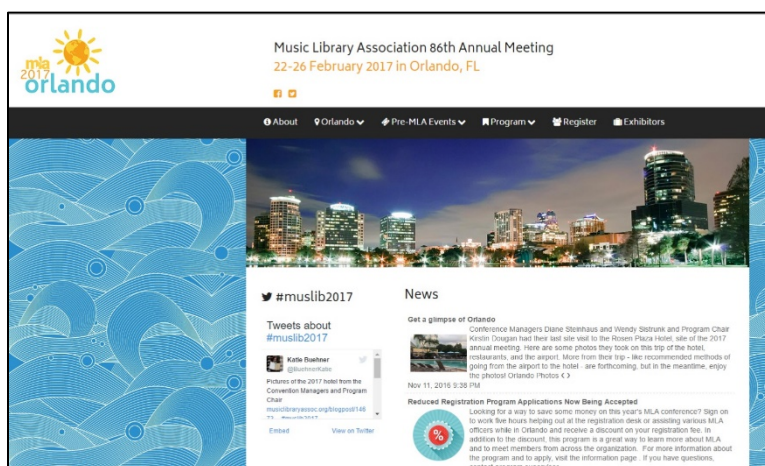 mla
2017
orlando
Music Library Association 86th Annual Meeting
22-26 February 2017 in Orlando, FL
About Orlando Pre-MLA Events Program Register Exhibitors
#muslib2017
Tweets about
#muslib2017
Katie Buehner
@BuehnerKatie
Pictures of the 2017 hotel from the
Convention Managers and Program
Chair
musiclibraryassoc.org/blogpost/146
#muslib2017
Embed View on Twitter
News
Get a glimpse of Orlando
Conference Managers Diane Steinhaus and Wendy Sistrunk and Program Chair
Kirstin Dougan had their last site visit to the Rosen Plaza Hotel, site of the 2017
annual meeting. Here are some photos they took on this trip of the hotel,
restaurants, and the airport. More from their trip - like recommended methods of
going from the airport to the hotel - are forthcoming, but in the meantime, enjoy
the photos! Orlando Photos
Nov 11, 2016 9:38 PM
Reduced Registration Program Applications Now Being Accepted
%
Looking for a way to save some money on this year's MLA conference? Sign on
to work five hours helping out at the registration desk or assisting various MLA
officers while in Orlando and receive a discount on your registration fee. In
addition to the discount, this program is a great way to learn more about MLA
and to meet members from across the organization. For more information about
the program and to apply, visit the information page . If you have questions,